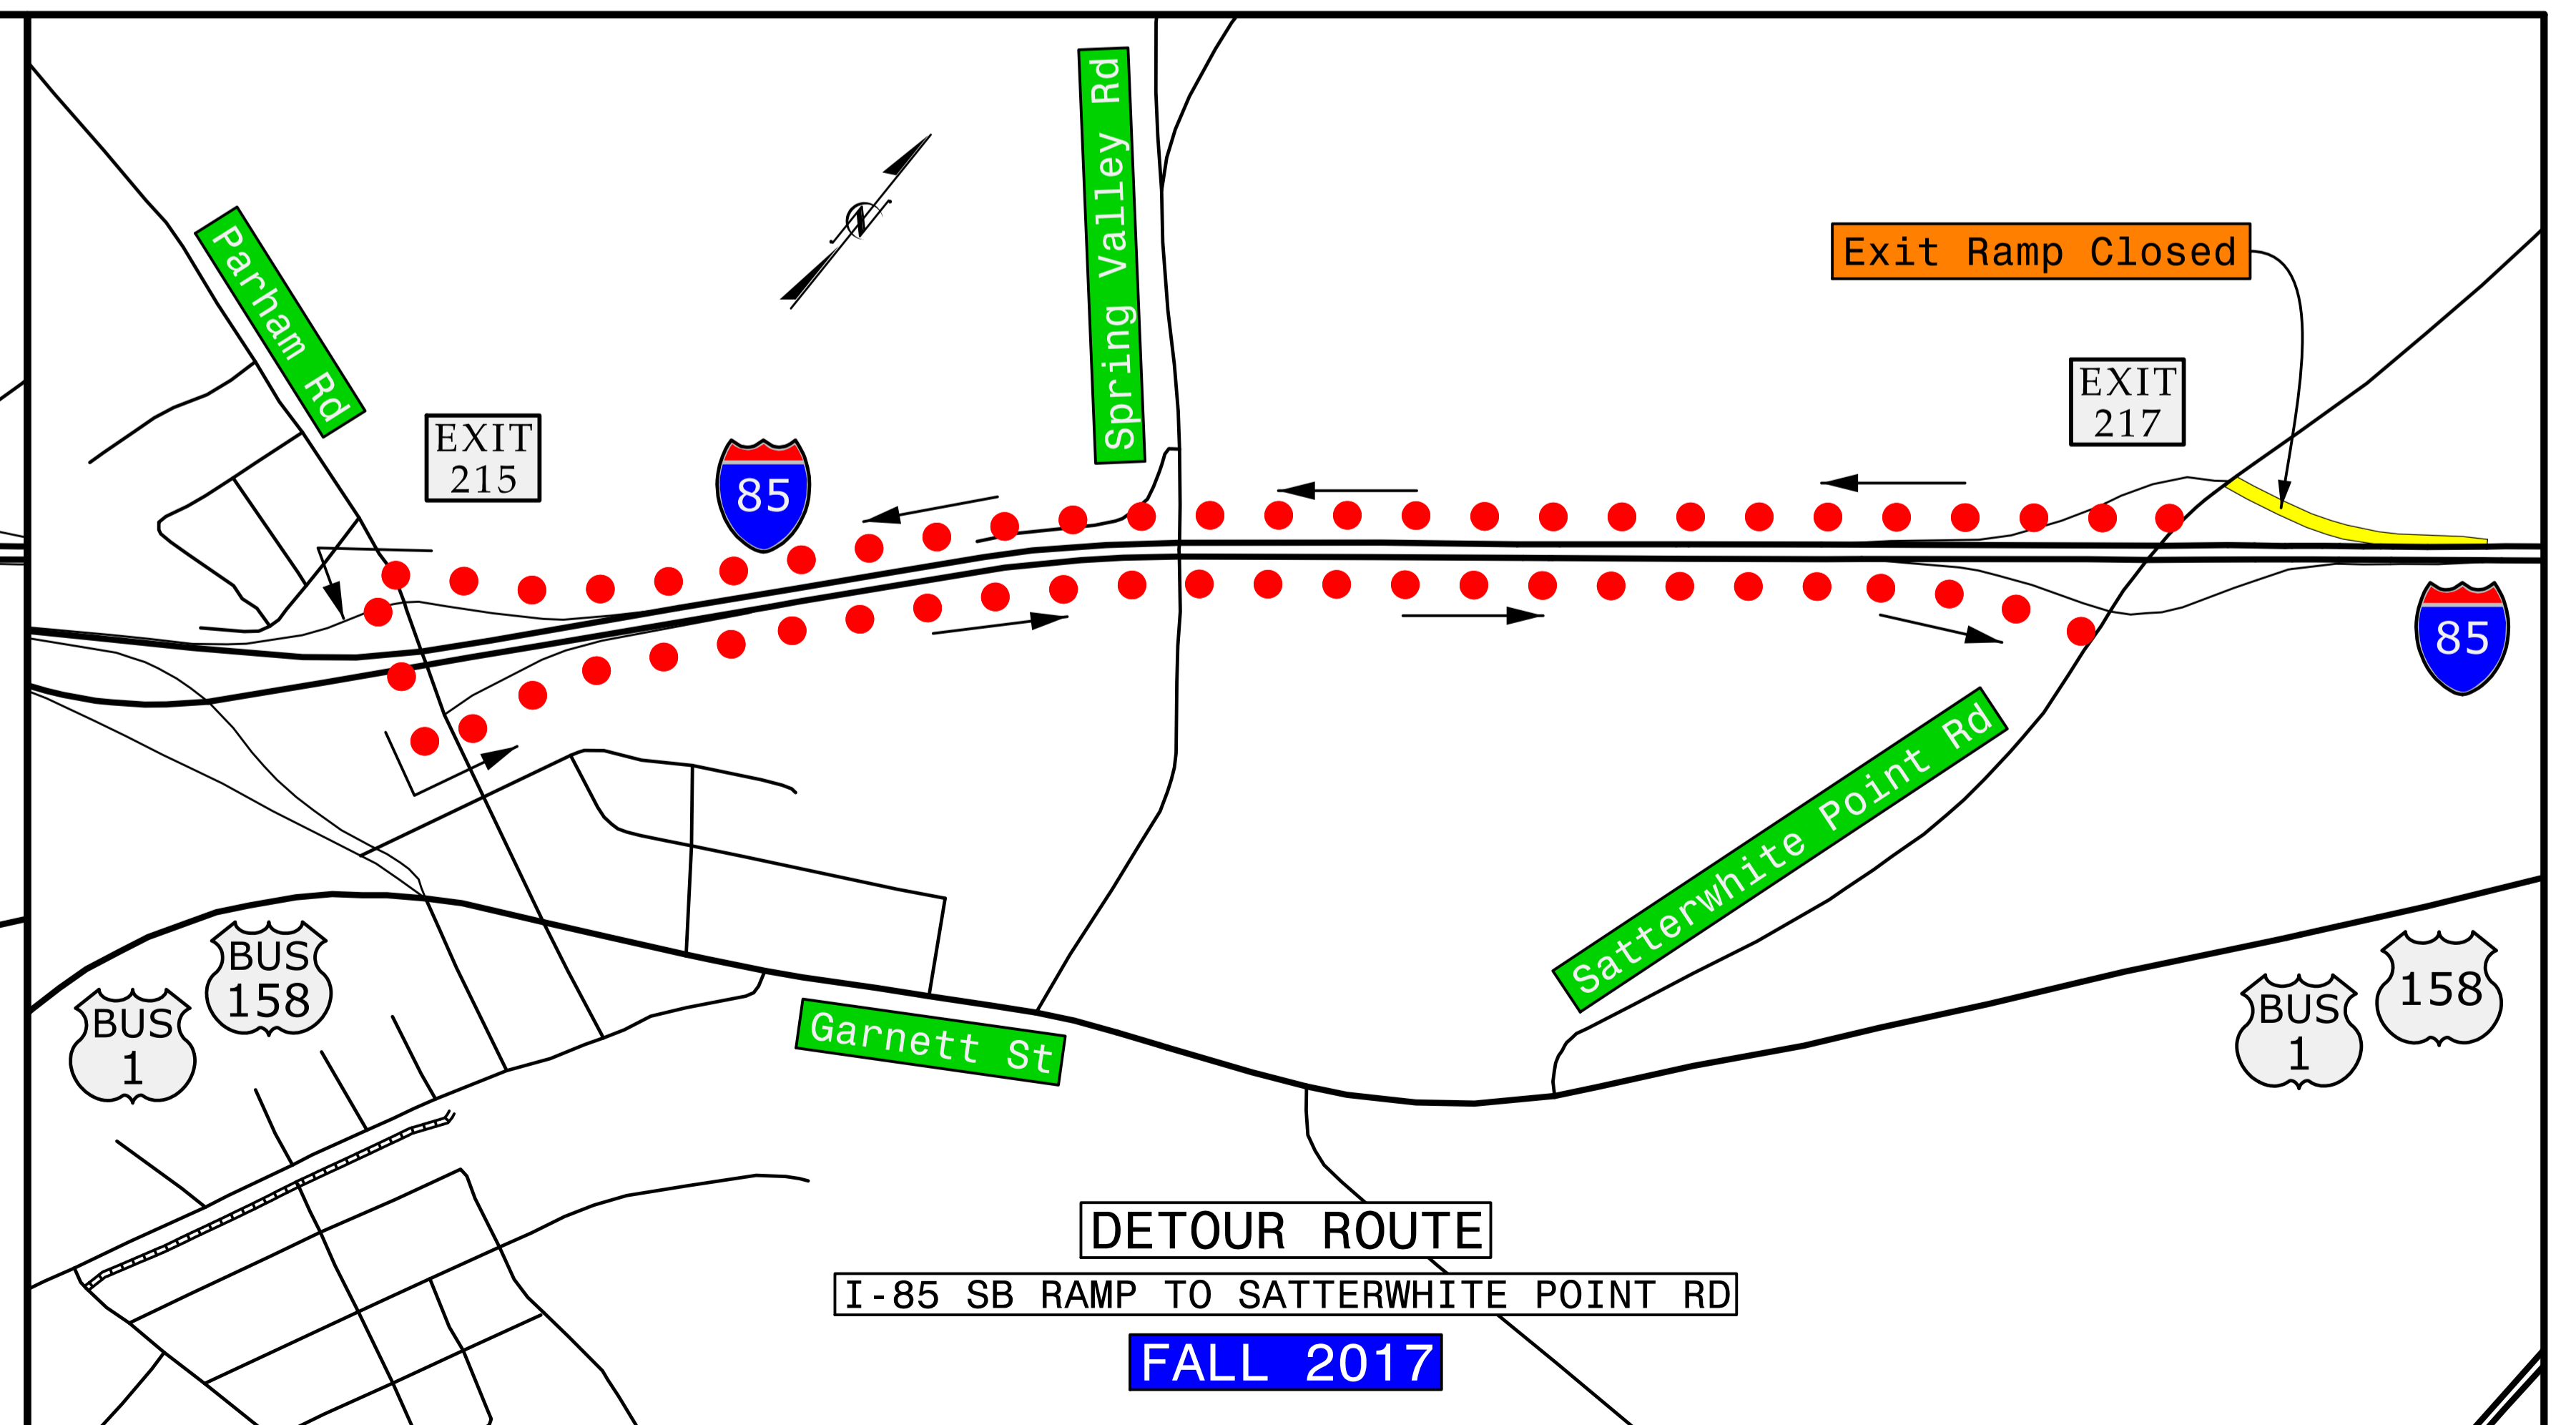 Spring Valley Rd
Parham Rd
N
Exit Ramp Closed
EXIT
217
EXIT
215
85
85
Satterwhite Point Rd
BUS
158
BUS
1
158
BUS
1
Garnett St
DETOUR ROUTE
I-85 SB RAMP TO SATTERWHITE POINT RD
FALL 2017